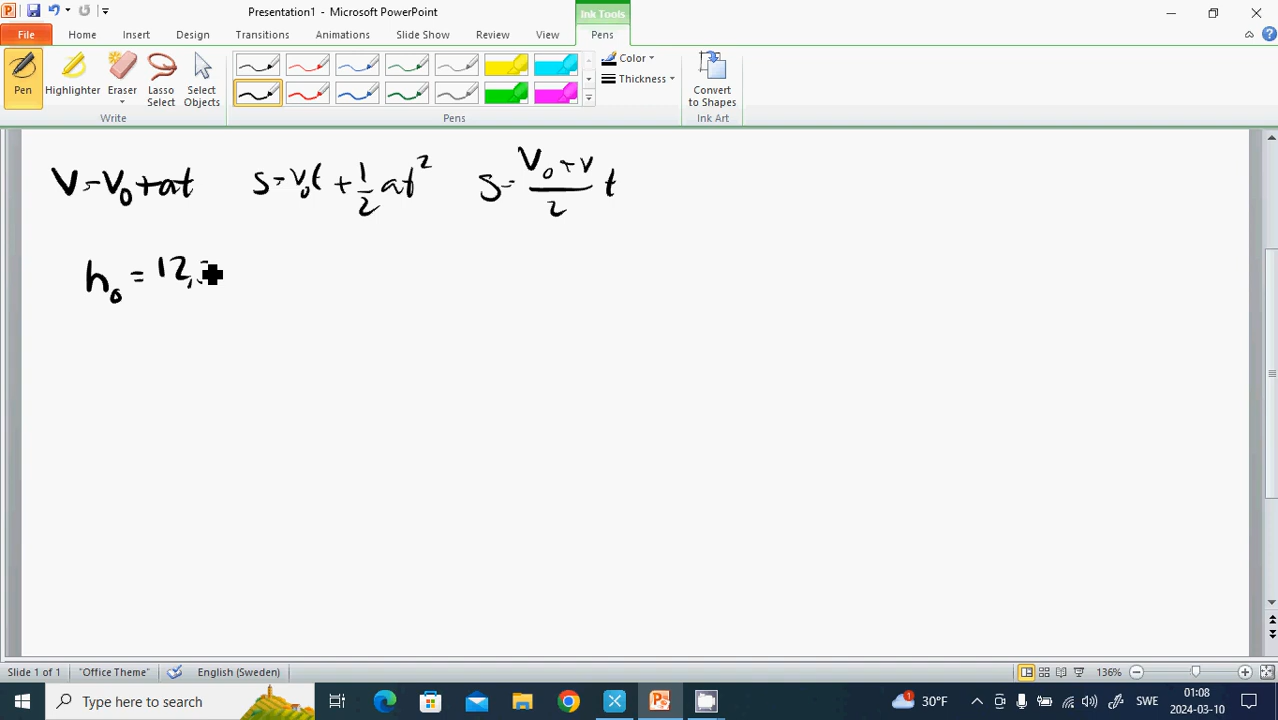 Presentation1 - Microsoft PowerPoint
Ink Tools
File Home Insert Design Transitions Animations Slide Show Review View Pens
Pen Highlighter Eraser Lasso Select Select Objects Color Thickness Convert to Shapes
Write Pens Ink Art
v=v₀+at s=v₀t+1/2 at² s=(v₀+v)/2 t
h₀ = 12,
Slide 1 of 1 "Office Theme" English (Sweden) 136%
Type here to search 30°F SWE 01:08
2024-03-10